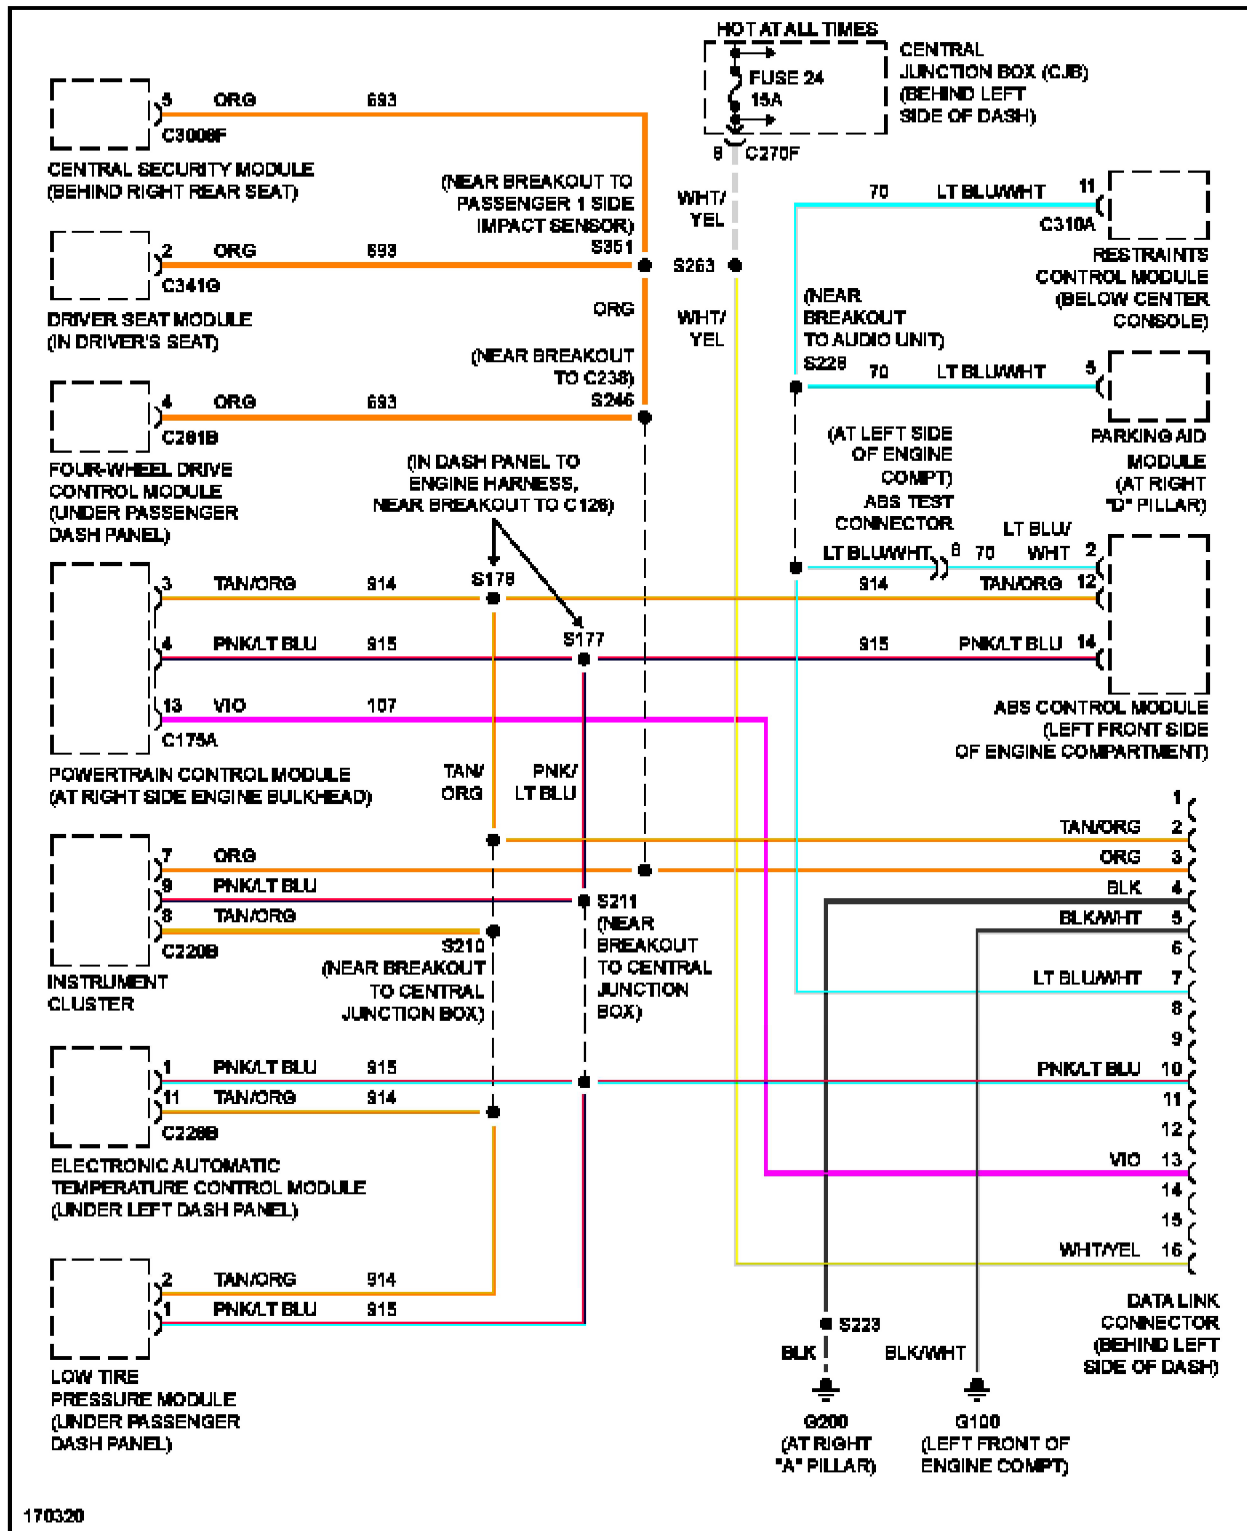 HOT AT ALL TIMES
FUSE 24
15A
CENTRAL
JUNCTION BOX (CJB)
(BEHIND LEFT
SIDE OF DASH)
8 C270F
WHT/
YEL
S263
WHT/
YEL
5 ORG 693
C3008F
CENTRAL SECURITY MODULE
(BEHIND RIGHT REAR SEAT)
(NEAR BREAKOUT TO
PASSENGER 1 SIDE
IMPACT SENSOR)
S351
2 ORG 693
C341G
DRIVER SEAT MODULE
(IN DRIVER'S SEAT)
ORG
(NEAR BREAKOUT
TO C238)
S246
4 ORG 693
C281B
FOUR-WHEEL DRIVE
CONTROL MODULE
(UNDER PASSENGER
DASH PANEL)
(IN DASH PANEL TO
ENGINE HARNESS,
NEAR BREAKOUT TO C126)
70 LT BLU/WHT 11
C310A
RESTRAINTS
CONTROL MODULE
(BELOW CENTER
CONSOLE)
(NEAR
BREAKOUT
TO AUDIO UNIT)
S228
70 LT BLU/WHT 5
PARKING AID
MODULE
(AT RIGHT
"D" PILLAR)
(AT LEFT SIDE
OF ENGINE
COMPT)
ABS TEST
CONNECTOR
LT BLU/WHT 6 70
LT BLU/
WHT 2
3 TAN/ORG 914 S178 914 TAN/ORG 12
4 PNK/LT BLU 915 S177 915 PNK/LT BLU 14
13 VIO 107
C175A
POWERTRAIN CONTROL MODULE
(AT RIGHT SIDE ENGINE BULKHEAD)
ABS CONTROL MODULE
(LEFT FRONT SIDE
OF ENGINE COMPARTMENT)
TAN/
ORG
PNK/
LT BLU
7 ORG
9 PNK/LT BLU
8 TAN/ORG
C220B
INSTRUMENT
CLUSTER
S210
(NEAR BREAKOUT
TO CENTRAL
JUNCTION BOX)
S211
(NEAR
BREAKOUT
TO CENTRAL
JUNCTION
BOX)
1 PNK/LT BLU 915
11 TAN/ORG 914
C228B
ELECTRONIC AUTOMATIC
TEMPERATURE CONTROL MODULE
(UNDER LEFT DASH PANEL)
2 TAN/ORG 914
1 PNK/LT BLU 915
LOW TIRE
PRESSURE MODULE
(UNDER PASSENGER
DASH PANEL)
1
TAN/ORG 2
ORG 3
BLK 4
BLK/WHT 5
6
LT BLU/WHT 7
8
9
PNK/LT BLU 10
11
12
VIO 13
14
15
WHT/YEL 16
DATA LINK
CONNECTOR
(BEHIND LEFT
SIDE OF DASH)
S223
BLK
BLK/WHT
G200
(AT RIGHT
"A" PILLAR)
G100
(LEFT FRONT OF
ENGINE COMPT)
170320